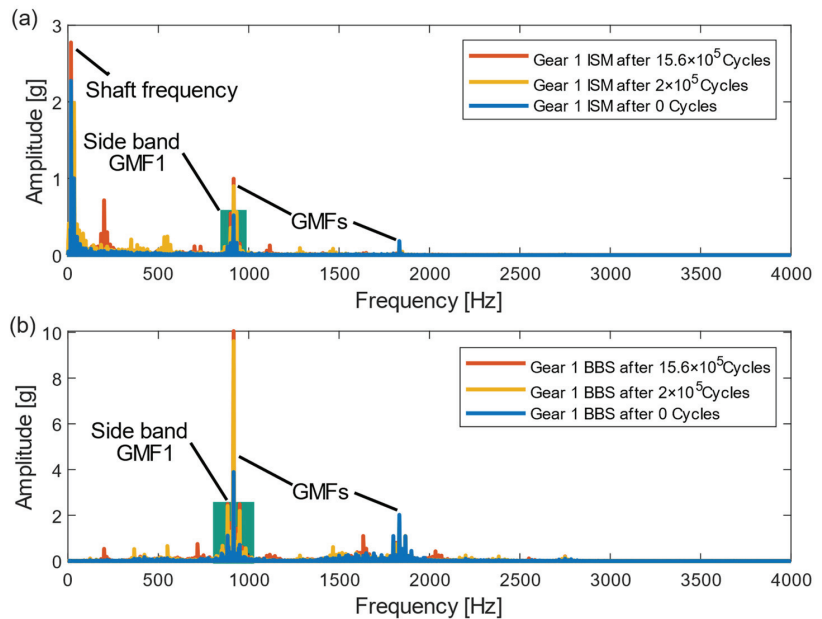 (a)
3
2
1
0
Amplitude [g]
Shaft frequency
Side band
GMF1
GMFs
Gear 1 ISM after 15.6×10⁵Cycles
Gear 1 ISM after 2×10⁵Cycles
Gear 1 ISM after 0 Cycles
0 500 1000 1500 2000 2500 3000 3500 4000
Frequency [Hz]
(b)
10
8
6
4
2
0
Amplitude [g]
Side band
GMF1
GMFs
Gear 1 BBS after 15.6×10⁵Cycles
Gear 1 BBS after 2×10⁵Cycles
Gear 1 BBS after 0 Cycles
0 500 1000 1500 2000 2500 3000 3500 4000
Frequency [Hz]